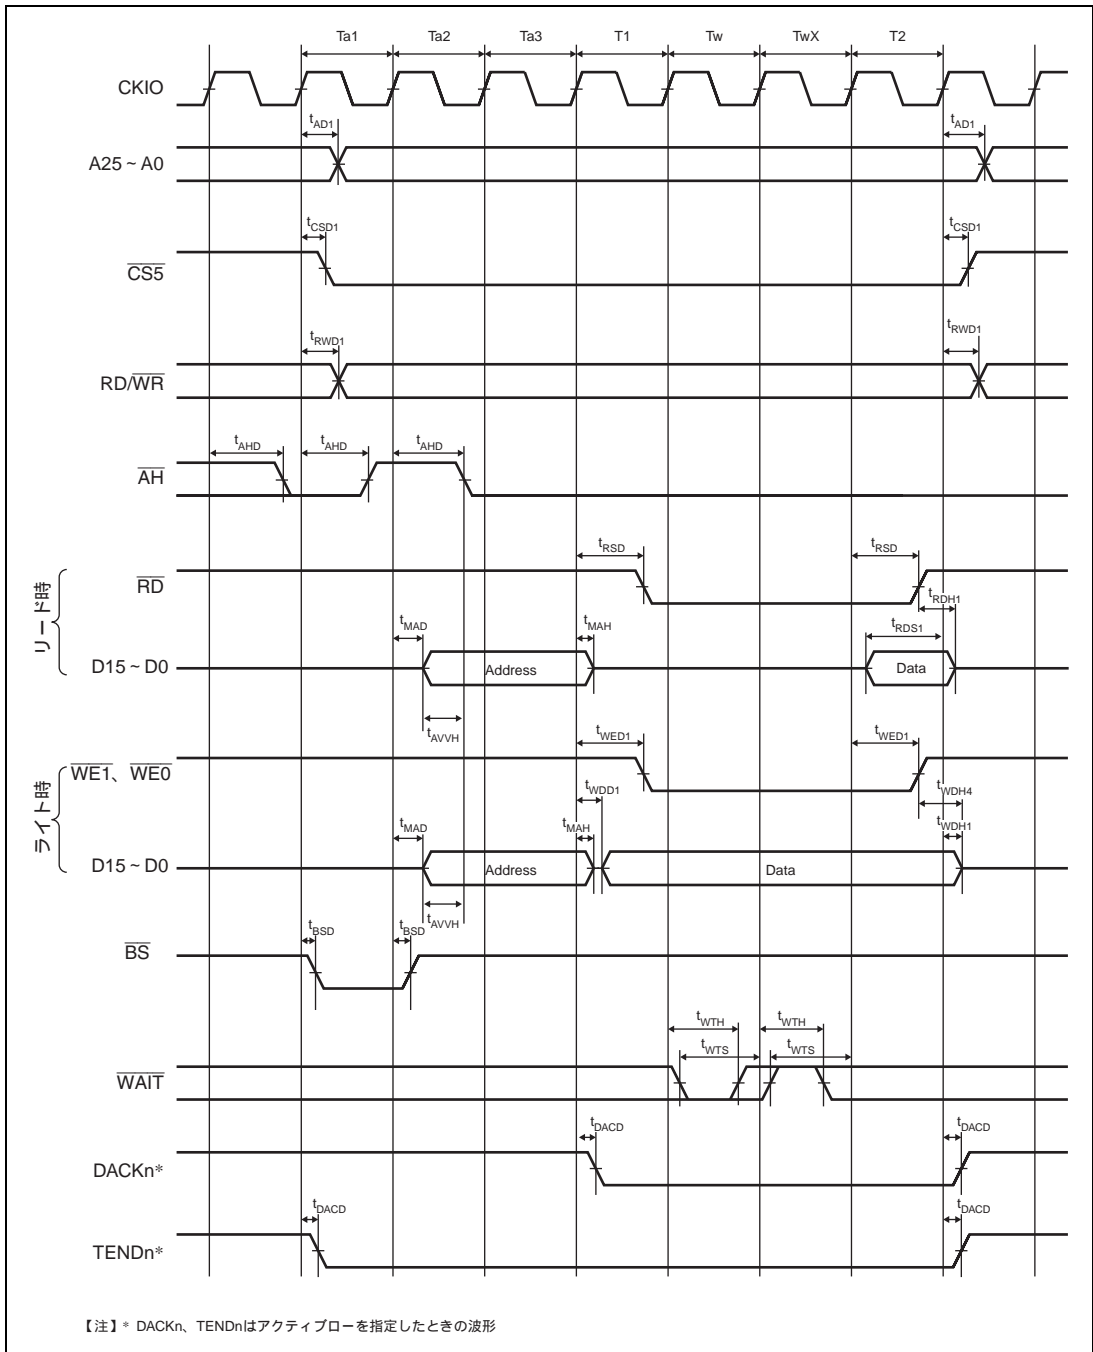 Ta1 Ta2 Ta3 T1 Tw TwX T2
CKIO
tAD1 tAD1
A25 ~ A0
tCSD1 tCSD1
CS5
tRWD1 tRWD1
RD/WR
tAHD tAHD tAHD
AH
tRSD tRSD
リード時
RD
tRDH1
tMAD tMAH tRDS1
D15 ~ D0 Address Data
tAVVH
tWED1 tWED1
ライト時
WE1、WE0
tWDD1 tWDH4
tMAD tMAH tWDH1
D15 ~ D0 Address Data
tAVVH
tBSD tBSD
BS
tWTH tWTH
tWTS tWTS
WAIT
tDACD tDACD
DACKn*
tDACD tDACD
TENDn*
【注】* DACKn、TENDnはアクティブローを指定したときの波形